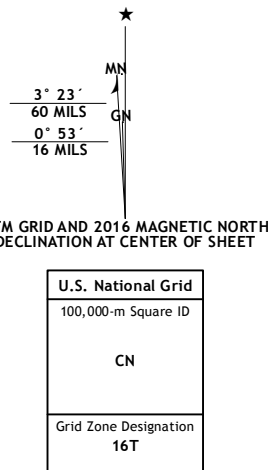 MN
3° 23´
60 MILS
GN
0° 53´
16 MILS
TM GRID AND 2016 MAGNETIC NORTH
DECLINATION AT CENTER OF SHEET
U.S. National Grid
100,000-m Square ID
CN
Grid Zone Designation
16T